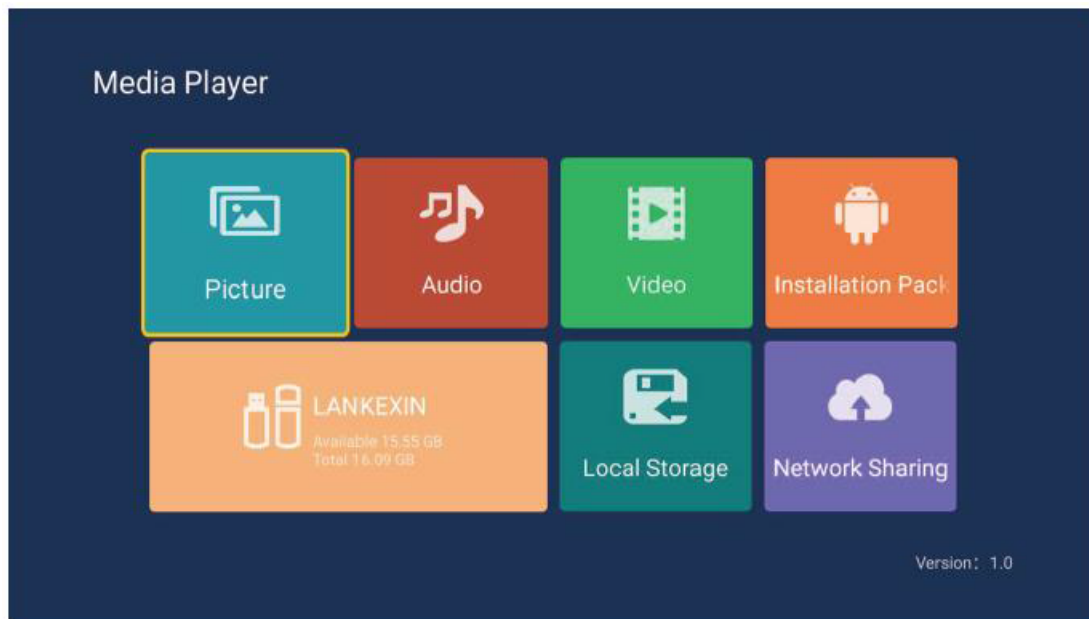 Media Player
Picture
Audio
Video
Installation Pack
LANKEXIN
Available 15.55 GB
Total 16.09 GB
Local Storage
Network Sharing
Version: 1.0